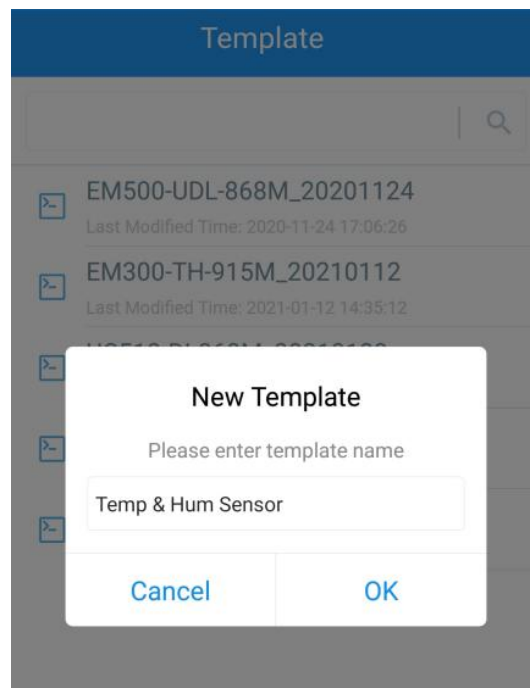 Template
EM500-UDL-868M_20201124
Last Modified Time: 2020-11-24 17:06:26
EM300-TH-915M_20210112
Last Modified Time: 2021-01-12 14:35:12
New Template
Please enter template name
Temp & Hum Sensor
Cancel
OK